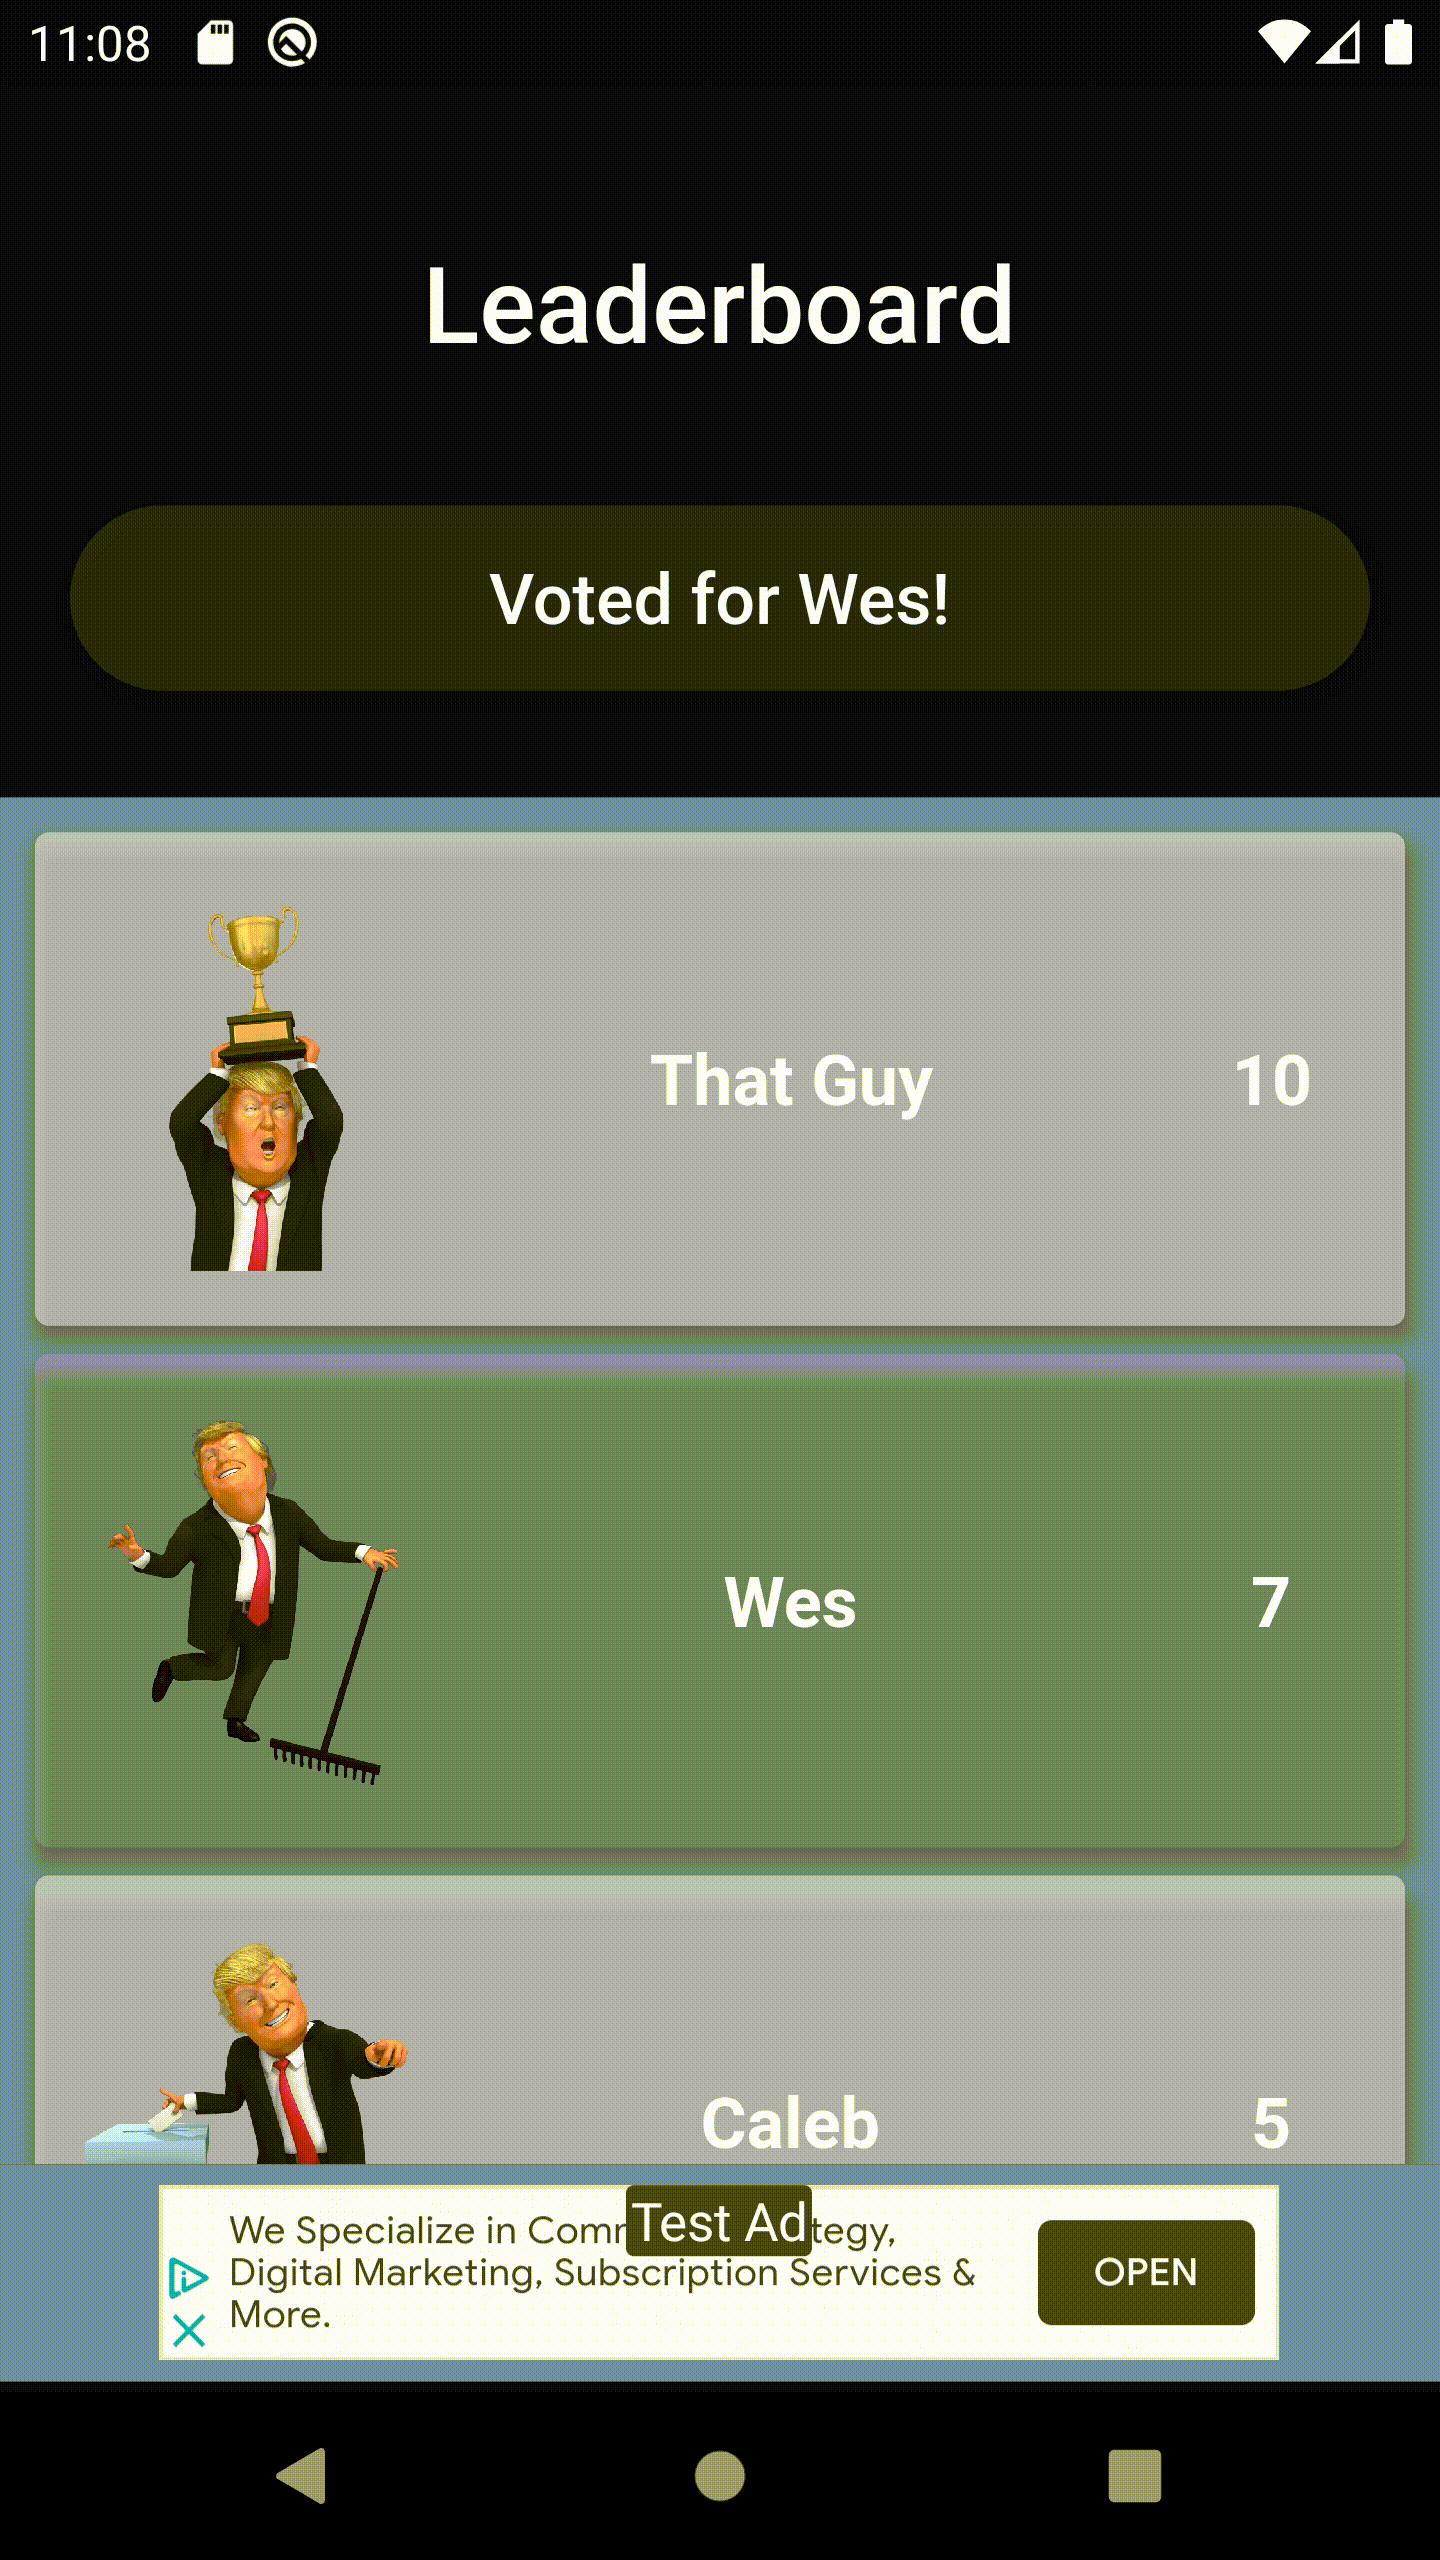 11:08
Leaderboard
Voted for Wes!
That Guy 10
Wes 7
Caleb 5
Test Ad
We Specialize in Comm tegy,
Digital Marketing, Subscription Services &
More.
OPEN